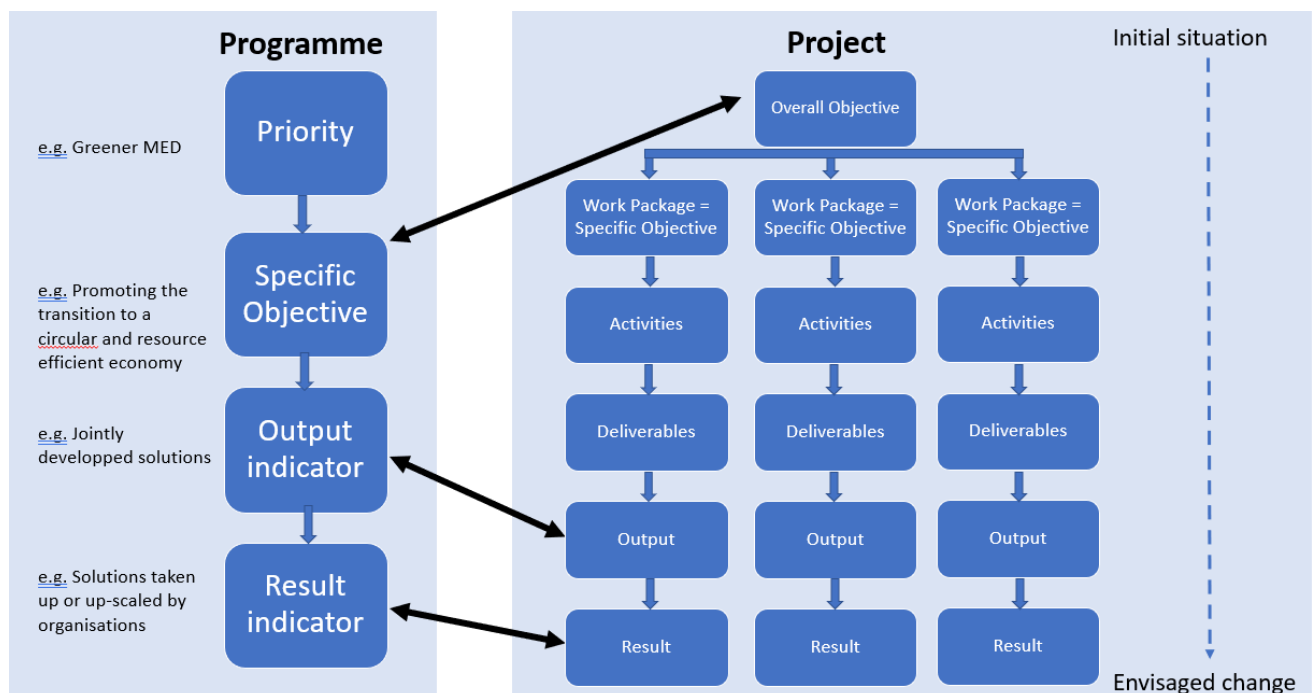 Programme
Priority
e.g. Greener MED
Specific
Objective
e.g. Promoting the
transition to a
circular and resource
efficient economy
Output
indicator
e.g. Jointly
developped solutions
Result
indicator
e.g. Solutions taken
up or up-scaled by
organisations
Project
Initial situation
Overall Objective
Work Package =
Specific Objective
Work Package =
Specific Objective
Work Package =
Specific Objective
Activities
Activities
Activities
Deliverables
Deliverables
Deliverables
Output
Output
Output
Result
Result
Result
Envisaged change